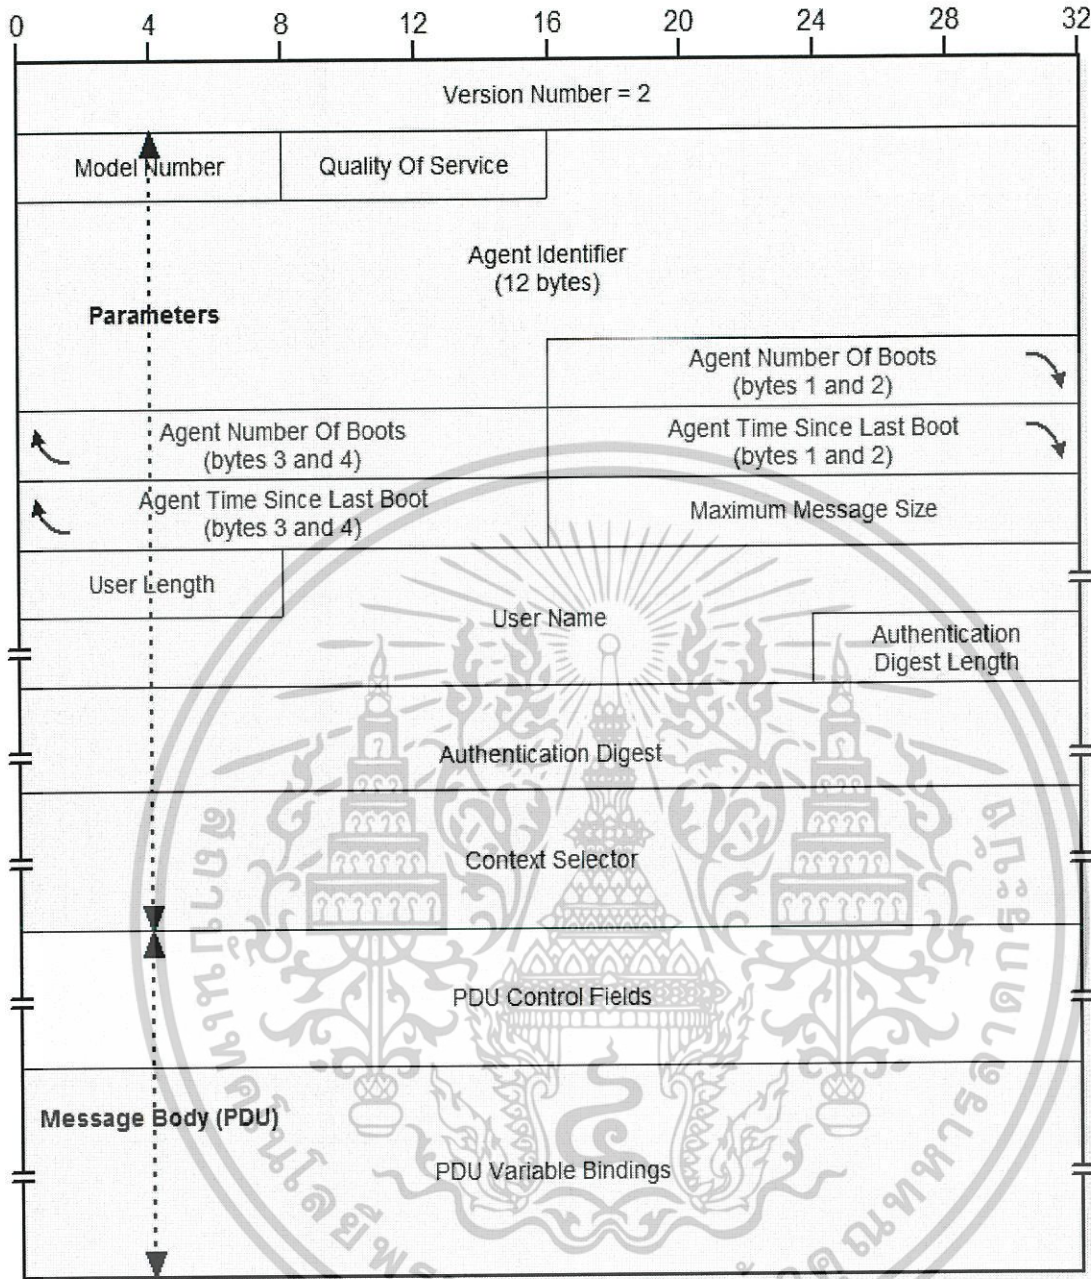 0 4 8 12 16 20 24 28 32
Version Number = 2
Model Number
Quality Of Service
Agent Identifier
(12 bytes)
Parameters
Agent Number Of Boots
(bytes 1 and 2)
Agent Number Of Boots
(bytes 3 and 4)
Agent Time Since Last Boot
(bytes 1 and 2)
Agent Time Since Last Boot
(bytes 3 and 4)
Maximum Message Size
User Length
User Name
Authentication
Digest Length
Authentication Digest
Context Selector
PDU Control Fields
Message Body (PDU)
PDU Variable Bindings